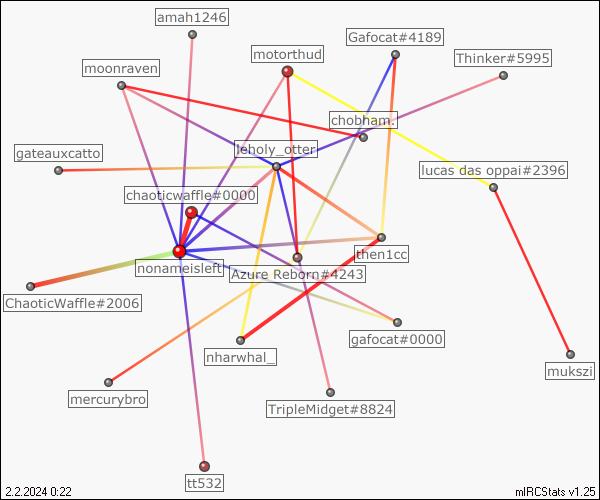 amah1246
Gafocat#4189
motorthud
Thinker#5995
moonraven
chobhan.
leholy_otter
gateauxcatto
lucas das oppai#2396
chaoticwaffle#0000
then1cc
nonameisleft
Azure Reborn#4243
ChaoticWaffle#2006
gafocat#0000
nharwhal_
mukszi
mercurybro
TripleMidget#8824
tt532
2.2.2024 0:22
mIRCStats v1.25